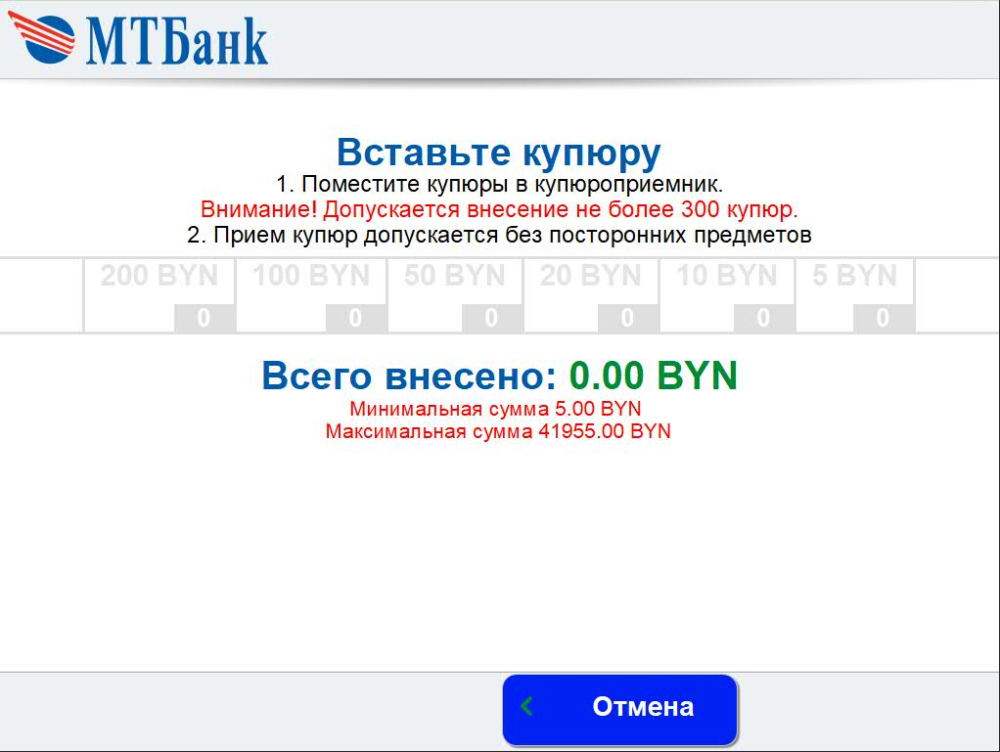 МТБанк
Вставьте купюру
1. Поместите купюры в купюроприемник.
Внимание! Допускается внесение не более 300 купюр.
2. Прием купюр допускается без посторонних предметов
200 BYN 100 BYN 50 BYN 20 BYN 10 BYN 5 BYN
0 0 0 0 0 0
Всего внесено: 0.00 BYN
Минимальная сумма 5.00 BYN
Максимальная сумма 41955.00 BYN
Отмена